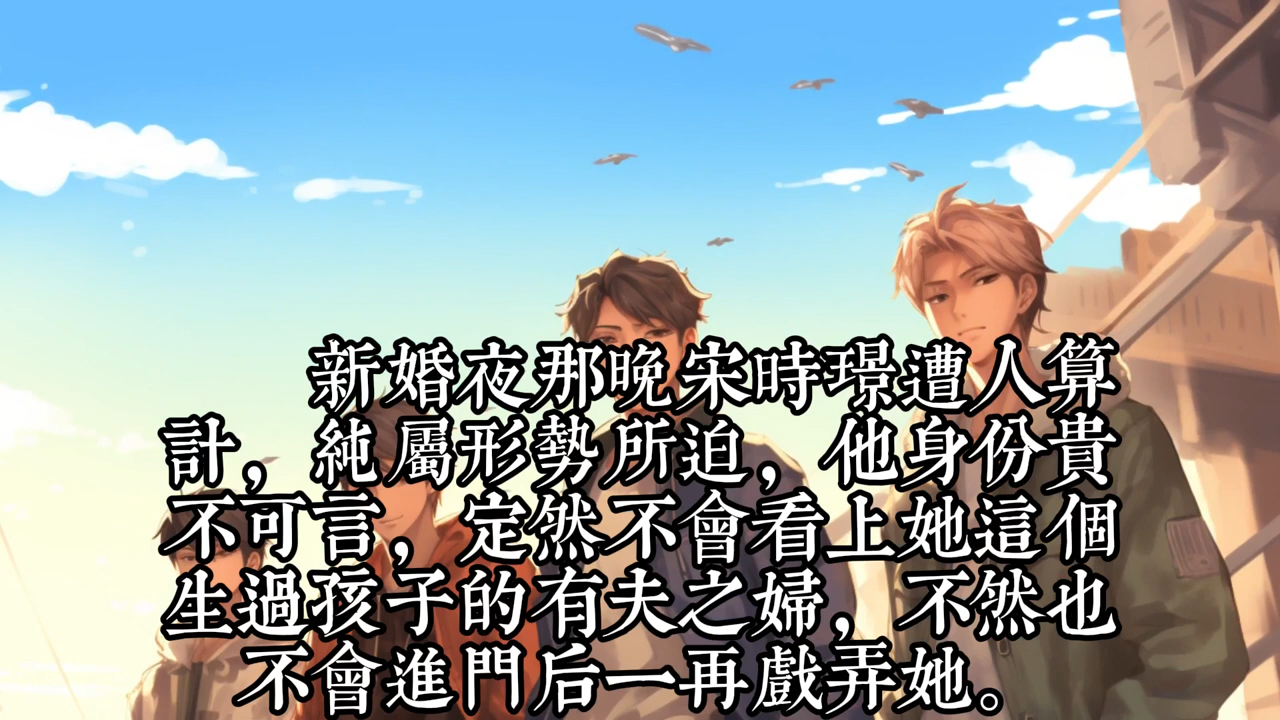 新婚夜那晚宋時璟遭人算
計，純屬形勢所迫，他身份貴
不可言，定然不會看上她這個
生過孩子的有夫之婦，不然也
不會進門后一再戲弄她。